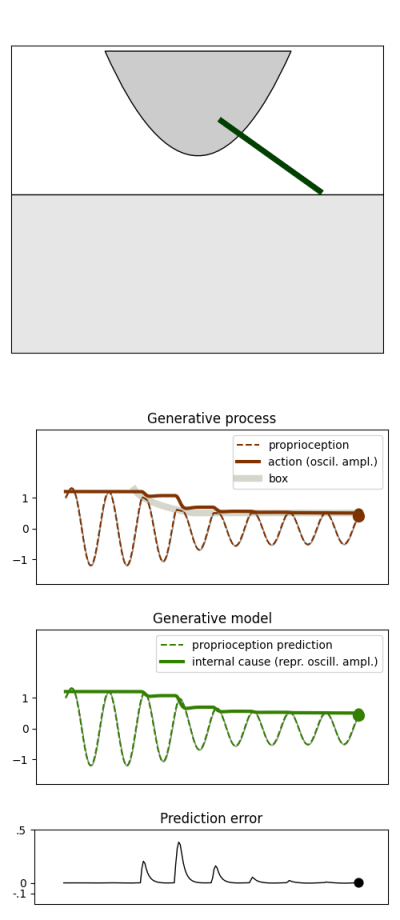 Generative process
proprioception
action (oscil. ampl.)
box
1
0
−1
Generative model
proprioception prediction
internal cause (repr. oscill. ampl.)
1
0
−1
Prediction error
.5
0
-.1